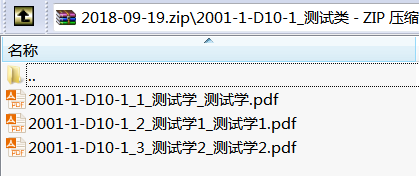 2018-09-19.zip\2001-1-D10-1_测试类 - ZIP 压缩
名称
..
2001-1-D10-1_1_测试学_测试学.pdf
2001-1-D10-1_2_测试学1_测试学1.pdf
2001-1-D10-1_3_测试学2_测试学2.pdf